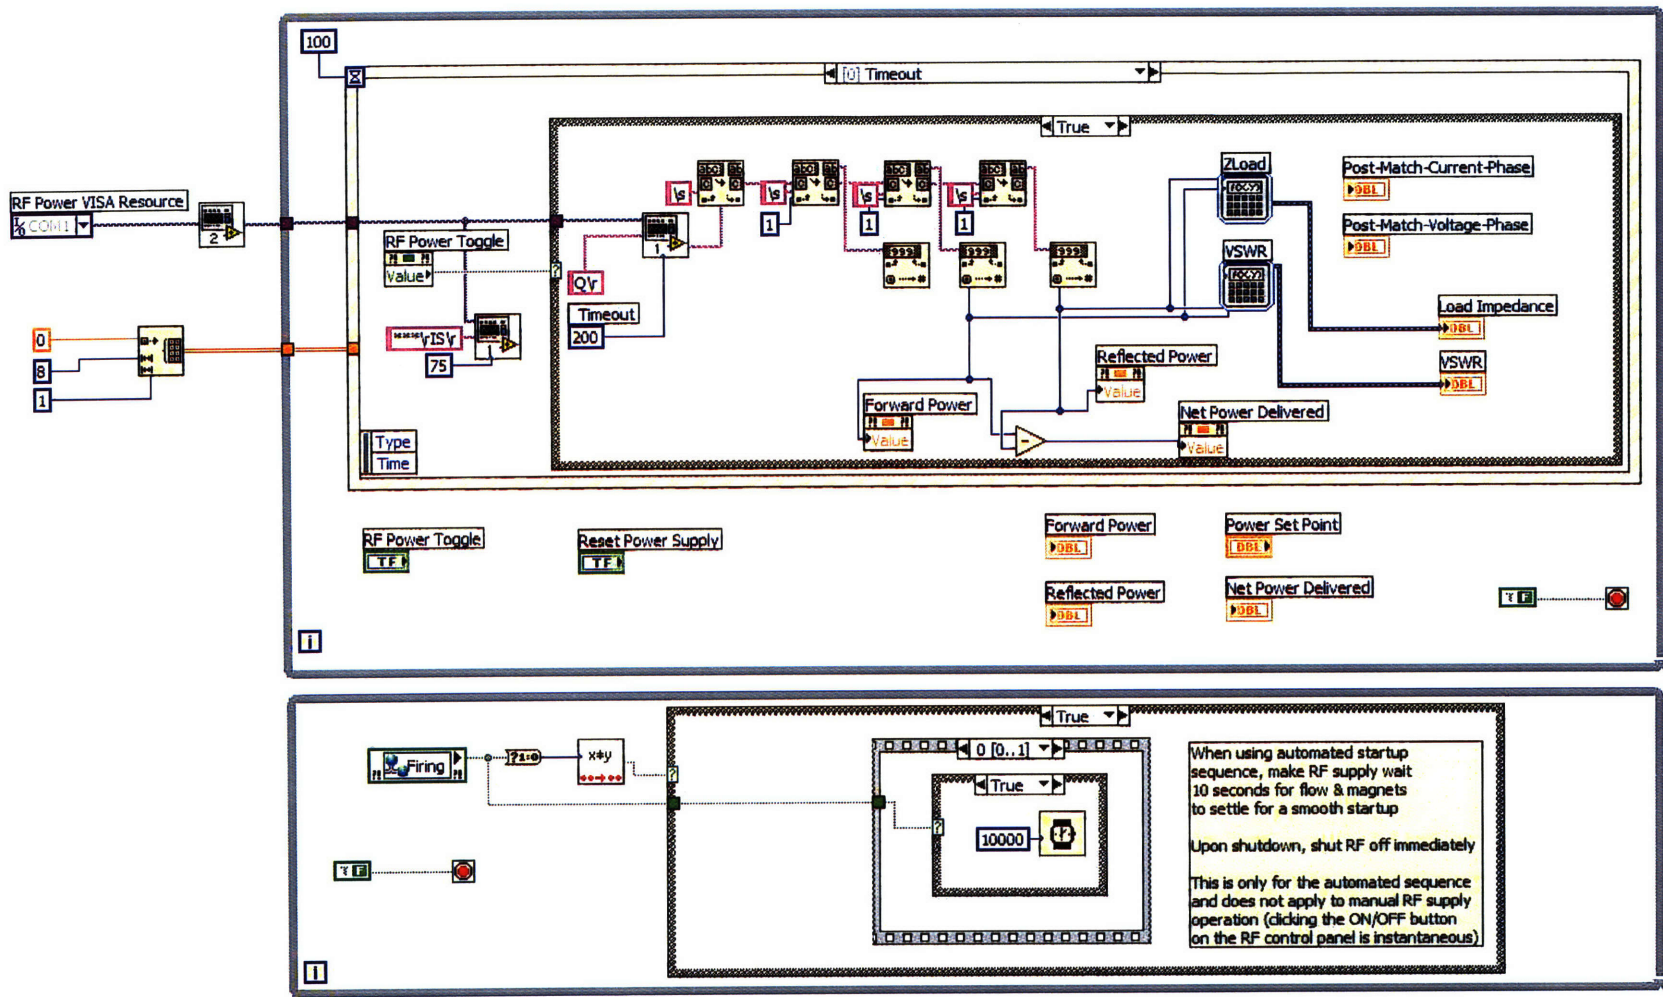 100
[0] Timeout
True
RF Power VISA Resource
COM1
2
RF Power Toggle
Value
\s
\s
1
\s
1
\s
1
1
Q\r
Timeout
200
75
ZLoad
VSWR
Post-Match-Current-Phase
DBL
Post-Match-Voltage-Phase
DBL
Load Impedance
DBL
VSWR
DBL
0
8
1
Reflected Power
Value
Forward Power
Value
Net Power Delivered
Value
Type
Time
RF Power Toggle
TF
Reset Power Supply
TF
Forward Power
DBL
Power Set Point
DBL
Reflected Power
DBL
Net Power Delivered
DBL
i
True
Firing
?1:0
0 [0..1]
True
10000
When using automated startup
sequence, make RF supply wait
10 seconds for flow & magnets
to settle for a smooth startup
Upon shutdown, shut RF off immediately
This is only for the automated sequence
and does not apply to manual RF supply
operation (clicking the ON/OFF button
on the RF control panel is instantaneous)
i